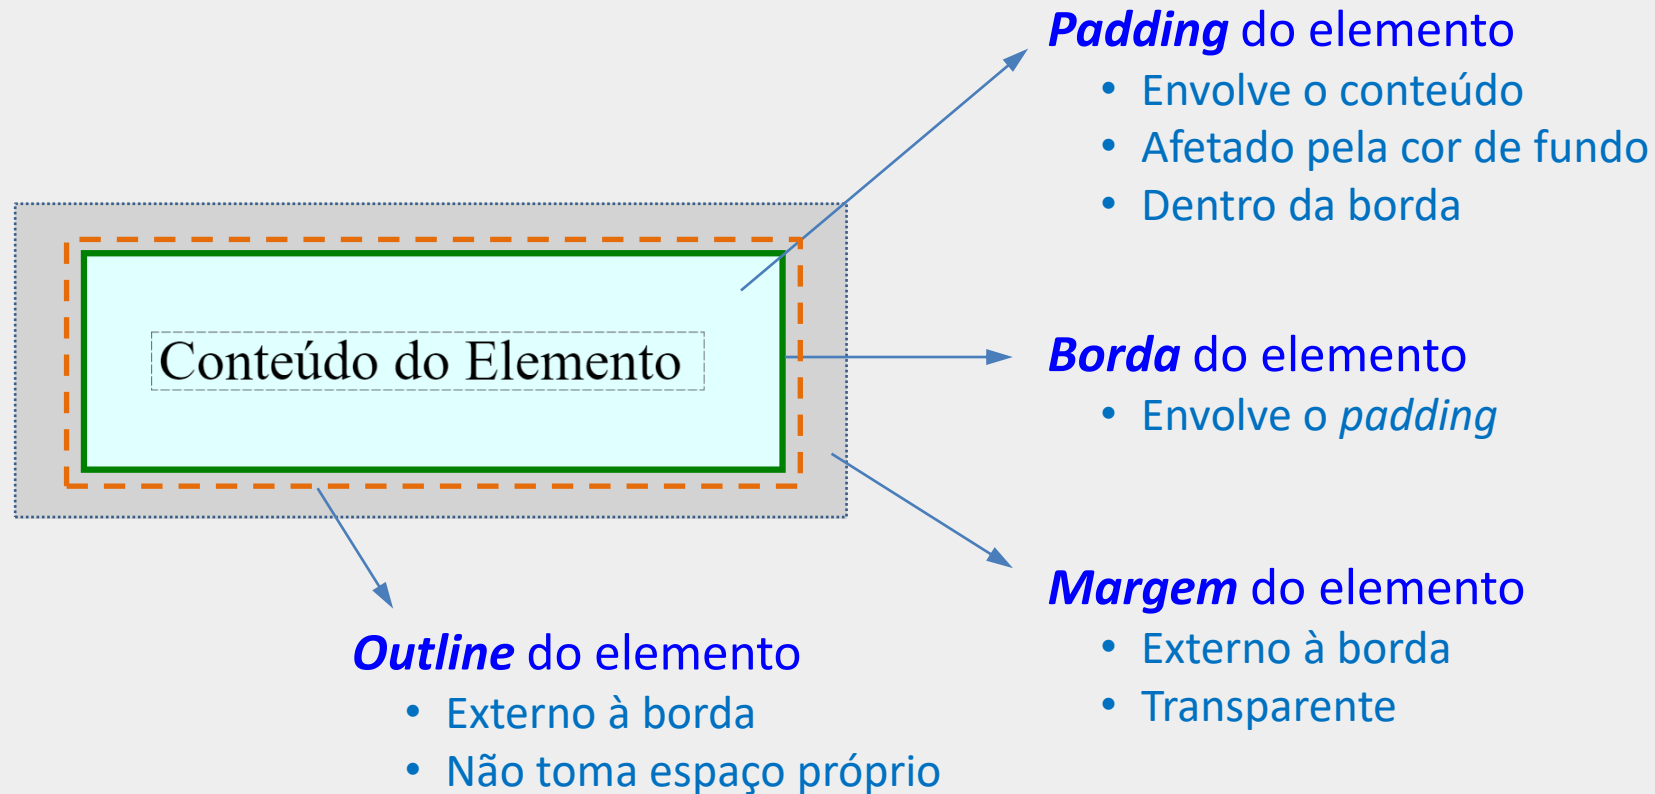 Padding do elemento
• Envolve o conteúdo
• Afetado pela cor de fundo
• Dentro da borda
Conteúdo do Elemento
Borda do elemento
• Envolve o padding
Margem do elemento
• Externo à borda
• Transparente
Outline do elemento
• Externo à borda
• Não toma espaço próprio